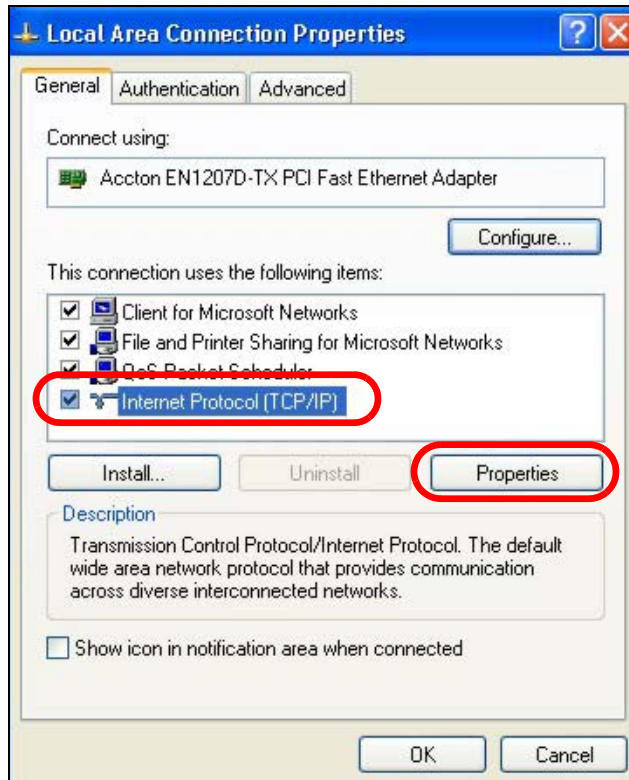 Local Area Connection Properties
General Authentication Advanced
Connect using:
Accton EN1207D-TX PCI Fast Ethernet Adapter
Configure...
This connection uses the following items:
Client for Microsoft Networks
File and Printer Sharing for Microsoft Networks
QoS Packet Scheduler
Internet Protocol (TCP/IP)
Install... Uninstall Properties
Description
Transmission Control Protocol/Internet Protocol. The default
wide area network protocol that provides communication
across diverse interconnected networks.
Show icon in notification area when connected
OK Cancel